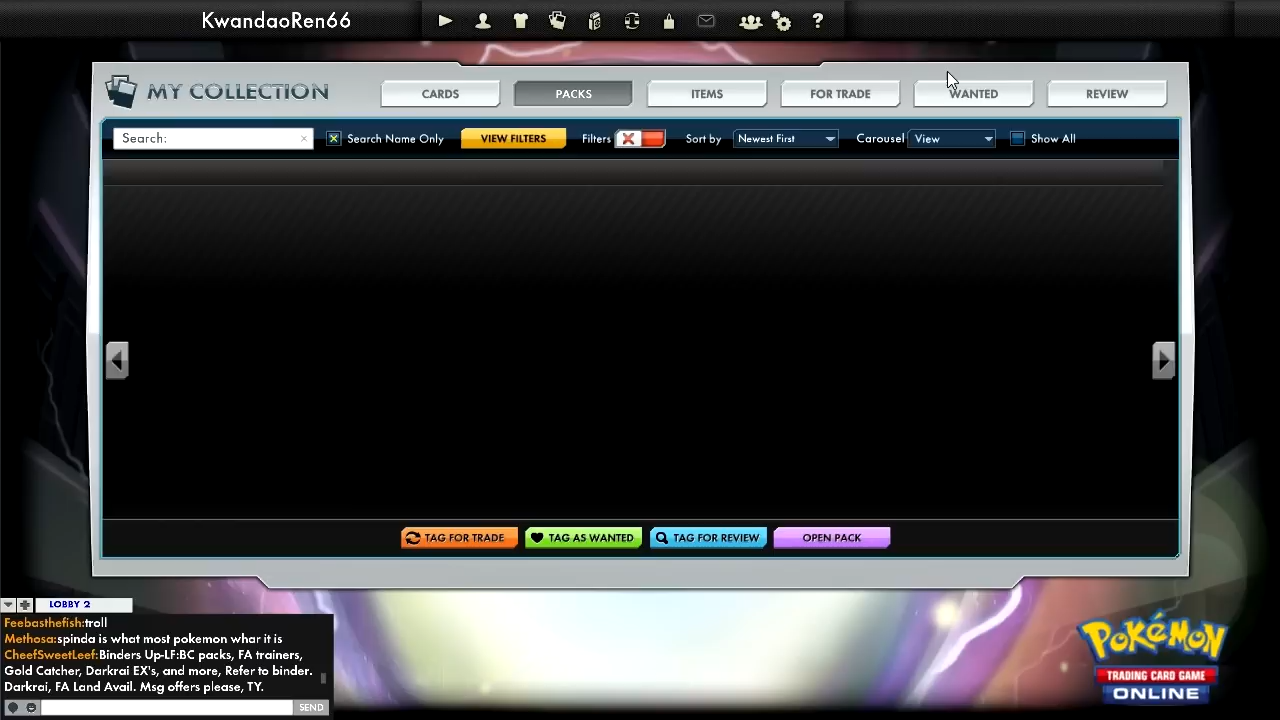 KwandaoRen66
?
MY COLLECTION
CARDS
PACKS
ITEMS
FOR TRADE
WANTED
REVIEW
Search:
Search Name Only
VIEW FILTERS
Filters
Sort by
Newest First
Carousel
View
Show All
TAG FOR TRADE
TAG AS WANTED
TAG FOR REVIEW
OPEN PACK
LOBBY 2
Feebasthefish:troll
Methosa:spinda is what most pokemon whar it is
CheefSweetLeef:Binders Up-LF:BC packs, FA trainers,
Gold Catcher, Darkrai EX's, and more, Refer to binder.
Darkrai, FA Land Avail. Msg offers please, TY.
SEND
POKéMON
TRADING CARD GAME
ONLINE